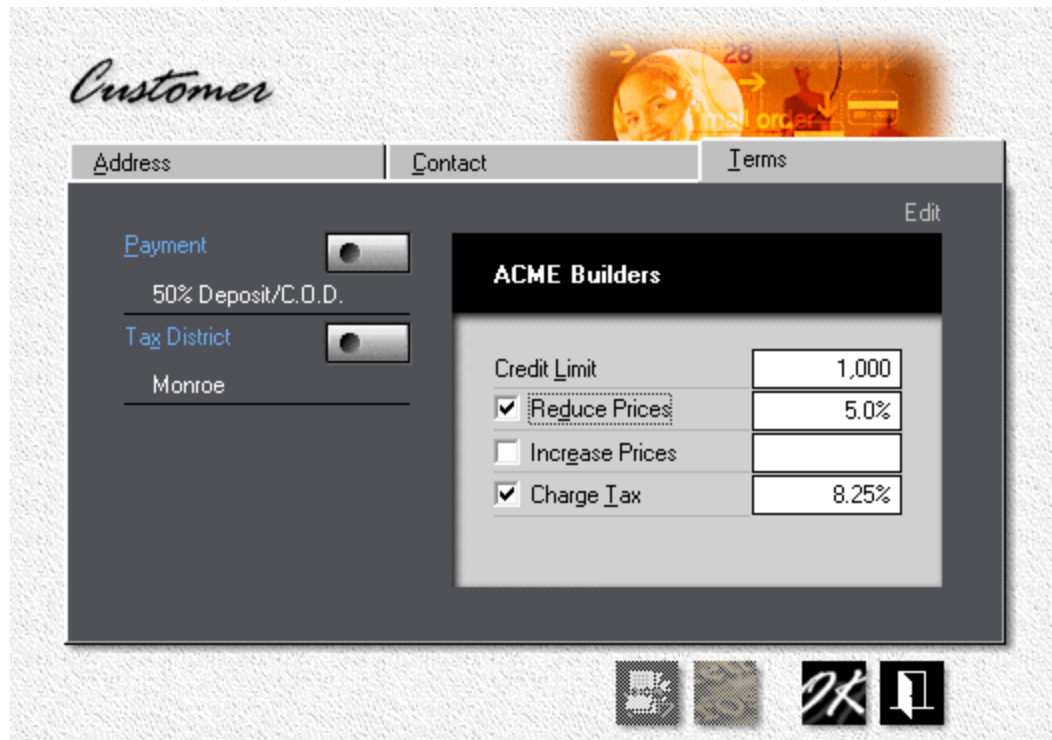 Customer
28
mail order
Address
Contact
Terms
Edit
Payment
50% Deposit/C.O.D.
Tax District
Monroe
ACME Builders
Credit Limit 1,000
Reduce Prices 5.0%
Increase Prices
Charge Tax 8.25%
OK